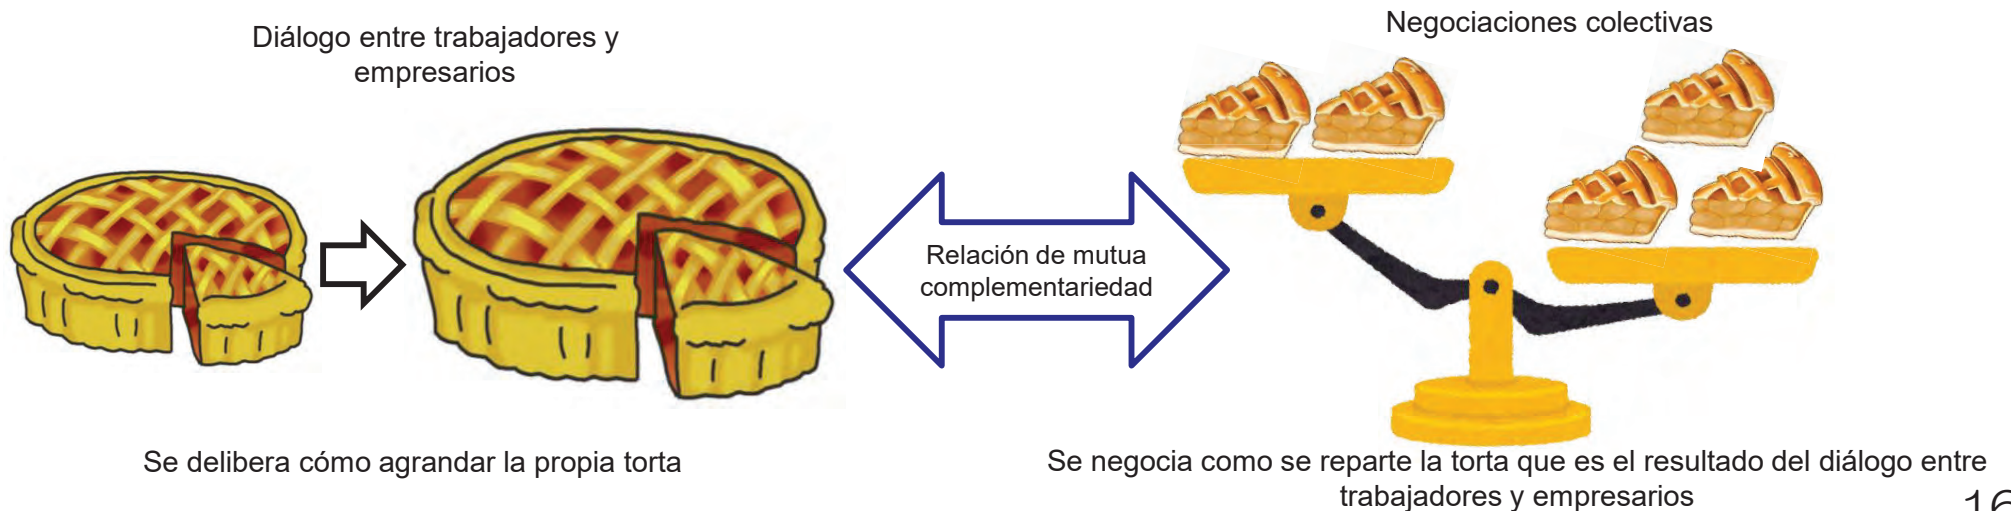 Diálogo entre trabajadores y
empresarios
Negociaciones colectivas
Relación de mutua
complementariedad
Se delibera cómo agrandar la propia torta
Se negocia como se reparte la torta que es el resultado del diálogo entre
trabajadores y empresarios
16